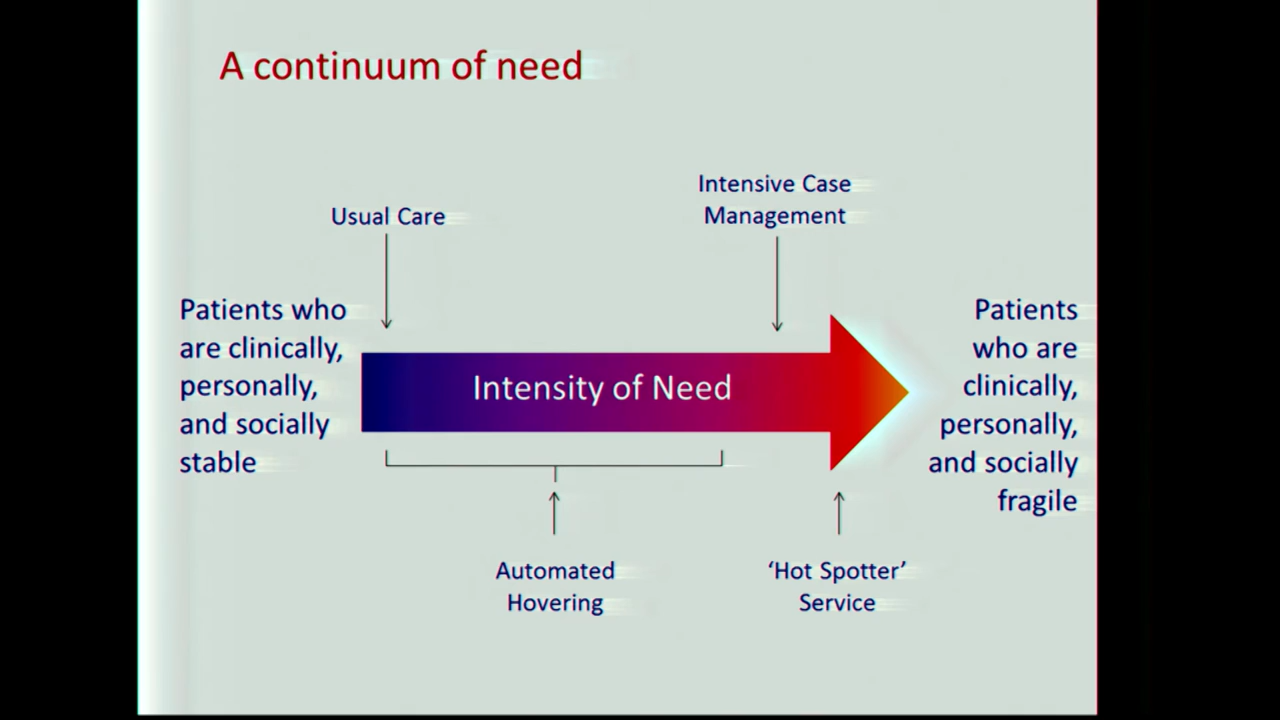 A continuum of need
Intensive Case
Management
Usual Care
Patients who
are clinically,
personally,
and socially
stable
Intensity of Need
Patients
who are
clinically,
personally,
and socially
fragile
Automated
Hovering
‘Hot Spotter’
Service